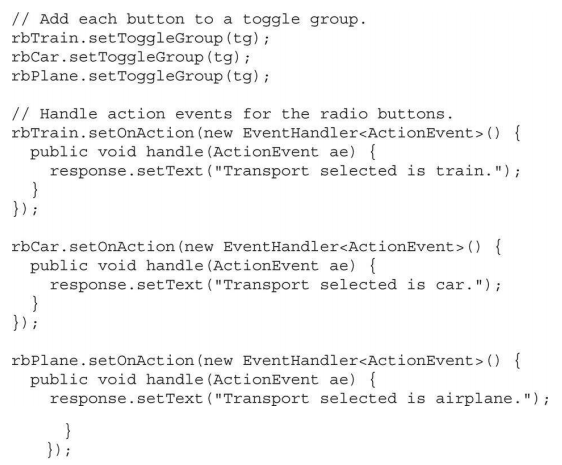 // Add each button to a toggle group.
rbTrain.setToggleGroup(tg);
rbCar.setToggleGroup(tg);
rbPlane.setToggleGroup(tg);

// Handle action events for the radio buttons.
rbTrain.setOnAction(new EventHandler<ActionEvent>() {
  public void handle(ActionEvent ae) {
    response.setText("Transport selected is train.");
  }
});

rbCar.setOnAction(new EventHandler<ActionEvent>() {
  public void handle(ActionEvent ae) {
    response.setText("Transport selected is car.");
  }
});

rbPlane.setOnAction(new EventHandler<ActionEvent>() {
  public void handle(ActionEvent ae) {
    response.setText("Transport selected is airplane.");

     }
   });